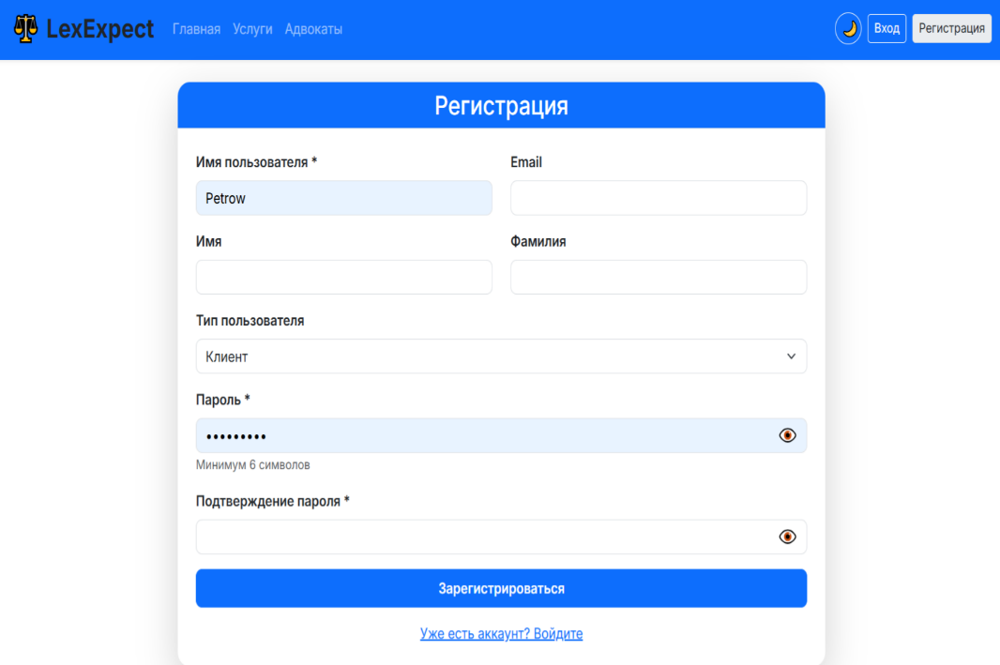 LexExpect Главная Услуги Адвокаты Вход Регистрация
Регистрация
Имя пользователя * Email
Petrow
Имя Фамилия
Тип пользователя
Клиент
Пароль *
•••••••••
Минимум 6 символов
Подтверждение пароля *
Зарегистрироваться
Уже есть аккаунт? Войдите